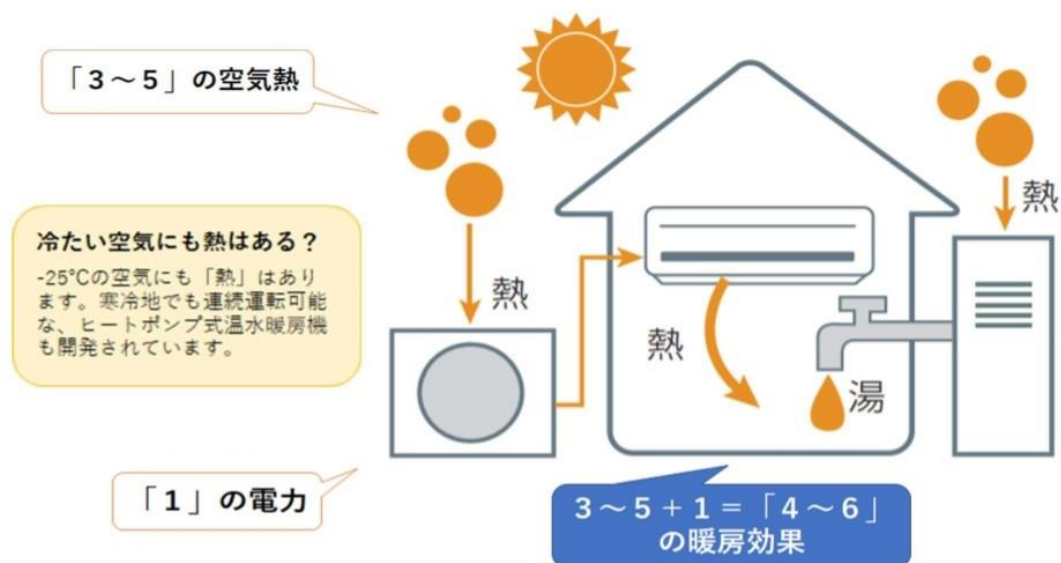 「３～５」の空気熱
熱
冷たい空気にも熱はある？
-25℃の空気にも「熱」はあり
ます。寒冷地でも連続運転可能
な、ヒートポンプ式温水暖房機
も開発されています。
熱
熱
湯
「１」の電力
３～５＋１＝「４～６」
の暖房効果